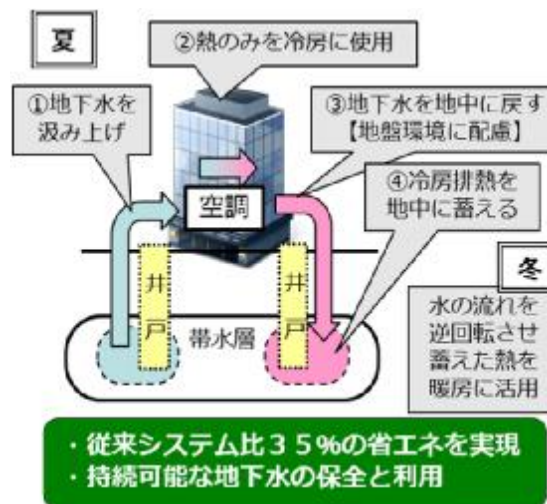 夏
②熱のみを冷房に使用
①地下水を
汲み上げ
③地下水を地中に戻す
【地盤環境に配慮】
④冷房排熱を
地中に蓄える
空調
井戸
井戸
帯水層
冬
水の流れを
逆回転させ
蓄えた熱を
暖房に活用
・従来システム比35%の省エネを実現
・持続可能な地下水の保全と利用